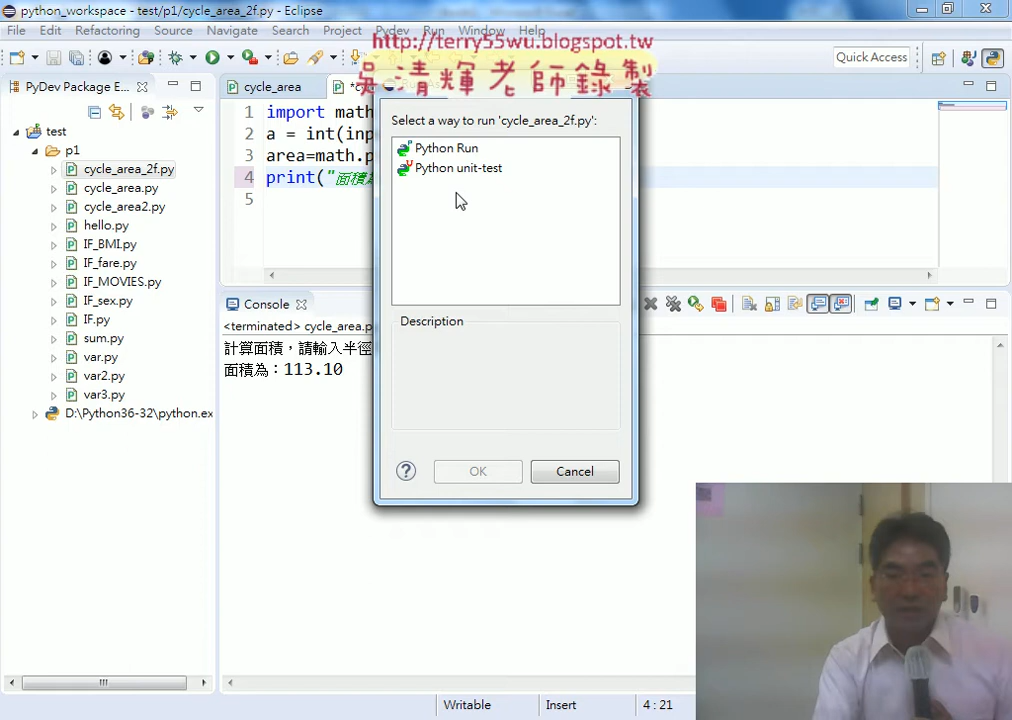 python_workspace - test/p1/cycle_area_2f.py - Eclipse
File Edit Refactoring Source Navigate Search Project Pydev Run Window Help
http://terry55wu.blogspot.tw
吳清輝老師錄製
Quick Access
PyDev Package E...
cycle_area
*cy
1 import math
2 a = int(inp
3 area=math.p
4 print("面積為
5
test
p1
cycle_area_2f.py
cycle_area.py
cycle_area2.py
hello.py
IF_BMI.py
IF_fare.py
IF_MOVIES.py
IF_sex.py
IF.py
sum.py
var.py
var2.py
var3.py
D:\Python36-32\python.ex
Select a way to run 'cycle_area_2f.py':
Python Run
Python unit-test
Description
OK
Cancel
Console
<terminated> cycle_area.p
計算面積，請輸入半徑
面積為：113.10
Writable
Insert
4 : 21